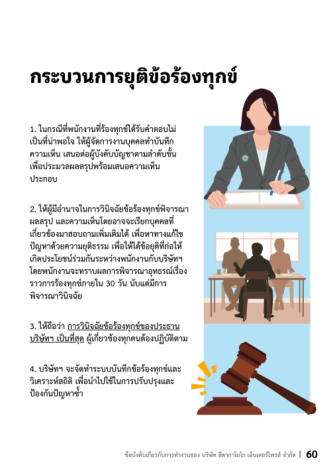 กระบวนการยุติข้อร้องทุกข์
1. ในกรณีที่พนักงานที่ร้องทุกข์ได้รับคำตอบไม่
เป็นที่น่าพอใจ ให้ผู้จัดการงานบุคคลทำบันทึก
ความเห็น เสนอต่อผู้บังคับบัญชาตามลำดับชั้น
เพื่อประมวลผลสรุปพร้อมเสนอความเห็น
ประกอบ
2. ให้ผู้มีอำนาจในการวินิจฉัยข้อร้องทุกข์พิจารณา
ผลสรุป และความเห็นโดยอาจจะเรียกบุคคลที่
เกี่ยวข้องมาสอบถามเพิ่มเติมได้ เพื่อหาทางแก้ไข
ปัญหาด้วยความยุติธรรม เพื่อให้ได้ข้อยุติที่ก่อให้
เกิดประโยชน์ร่วมกันระหว่างพนักงานกับบริษัทฯ
โดยพนักงานจะทราบผลการพิจารณาอุทธรณ์เรื่อง
ราวการร้องทุกข์ภายใน 30 วัน นับแต่มีการ
พิจารณาวินิจฉัย
3. ให้ถือว่า การวินิจฉัยข้อร้องทุกข์ของประธาน
บริษัทฯ เป็นที่สุด ผู้เกี่ยวข้องทุกคนต้องปฏิบัติตาม
4. บริษัทฯ จะจัดทำระบบบันทึกข้อร้องทุกข์และ
วิเคราะห์สถิติ เพื่อนำไปใช้ในการปรับปรุงและ
ป้องกันปัญหาซ้ำ
ข้อบังคับเกี่ยวกับการทำงานของ บริษัท ฮีดากาโยโก เอ็นเตอร์ไพรส์ จำกัด | 60